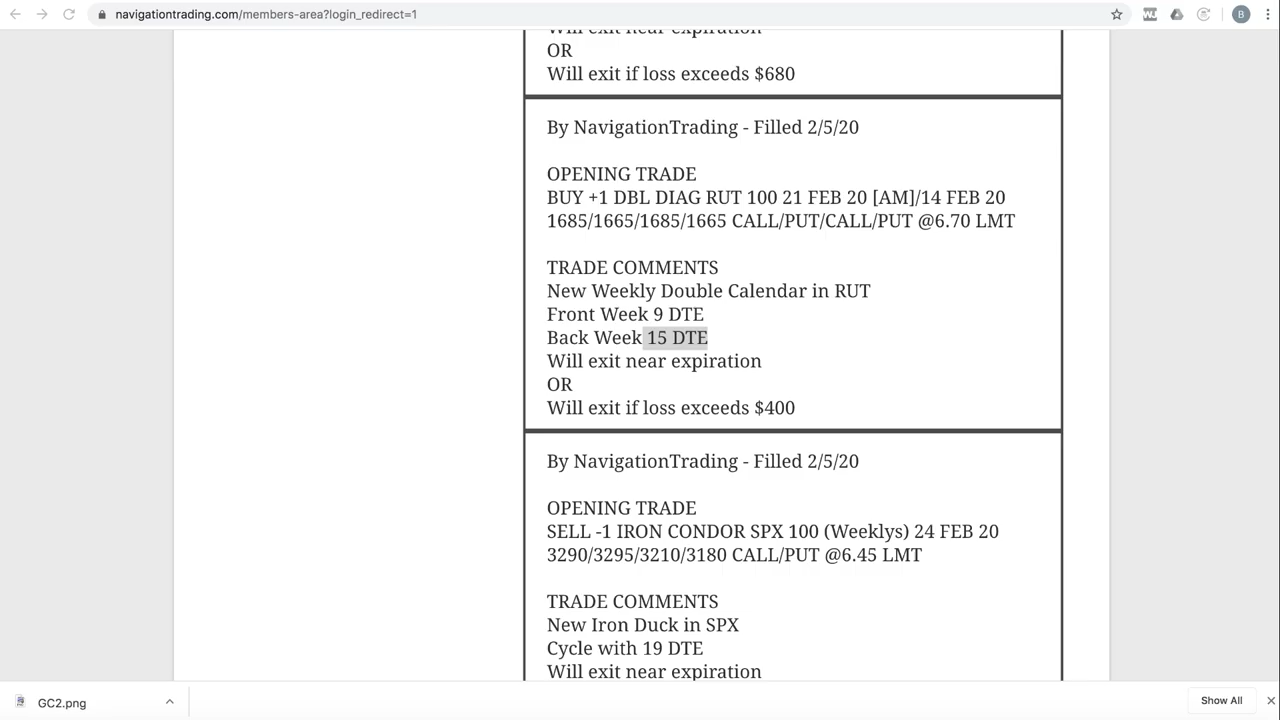 navigationtrading.com/members-area?login_redirect=1
B
Will exit near expiration
OR
Will exit if loss exceeds $680
By NavigationTrading - Filled 2/5/20
OPENING TRADE
BUY +1 DBL DIAG RUT 100 21 FEB 20 [AM]/14 FEB 20
1685/1665/1685/1665 CALL/PUT/CALL/PUT @6.70 LMT
TRADE COMMENTS
New Weekly Double Calendar in RUT
Front Week 9 DTE
Back Week 15 DTE
Will exit near expiration
OR
Will exit if loss exceeds $400
By NavigationTrading - Filled 2/5/20
OPENING TRADE
SELL -1 IRON CONDOR SPX 100 (Weeklys) 24 FEB 20
3290/3295/3210/3180 CALL/PUT @6.45 LMT
TRADE COMMENTS
New Iron Duck in SPX
Cycle with 19 DTE
Will exit near expiration
GC2.png
Show All